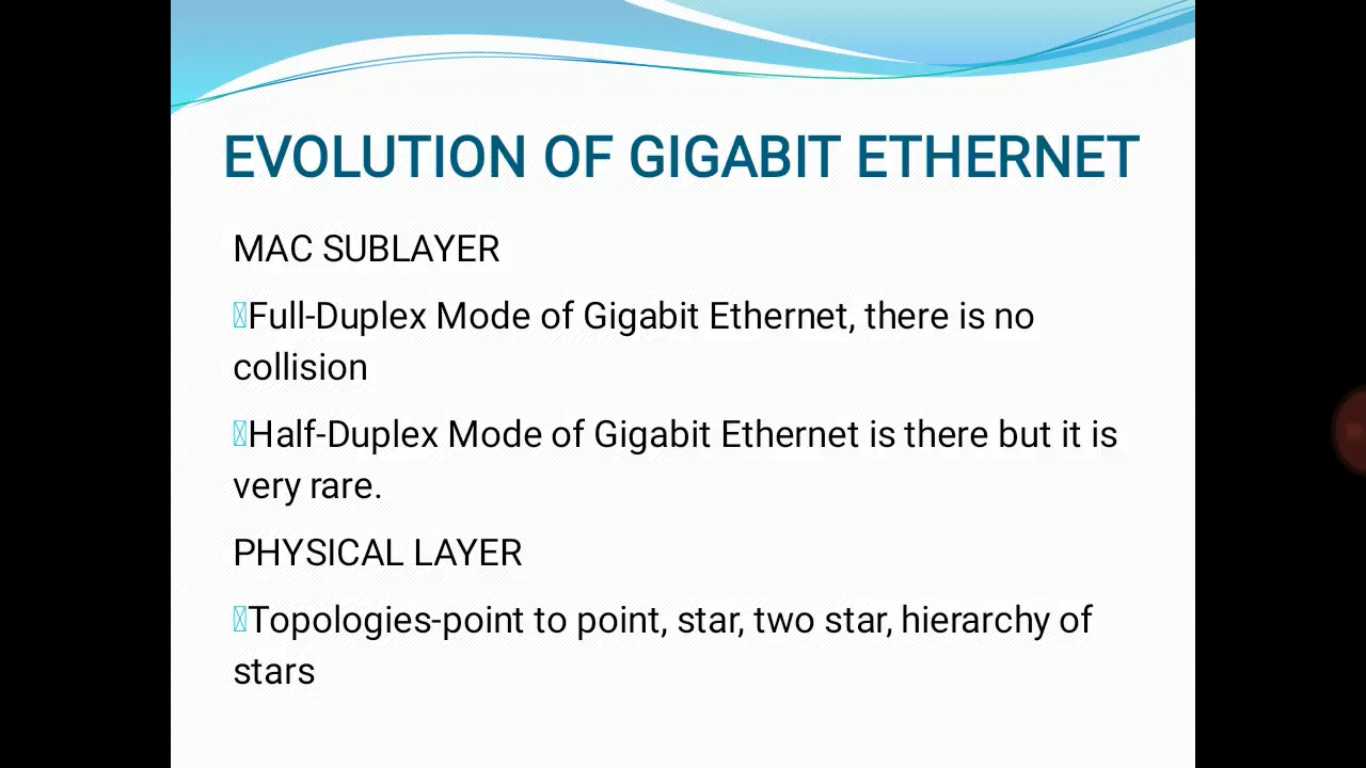 EVOLUTION OF GIGABIT ETHERNET
MAC SUBLAYER
Full-Duplex Mode of Gigabit Ethernet, there is no
collision
Half-Duplex Mode of Gigabit Ethernet is there but it is
very rare.
PHYSICAL LAYER
Topologies-point to point, star, two star, hierarchy of
stars